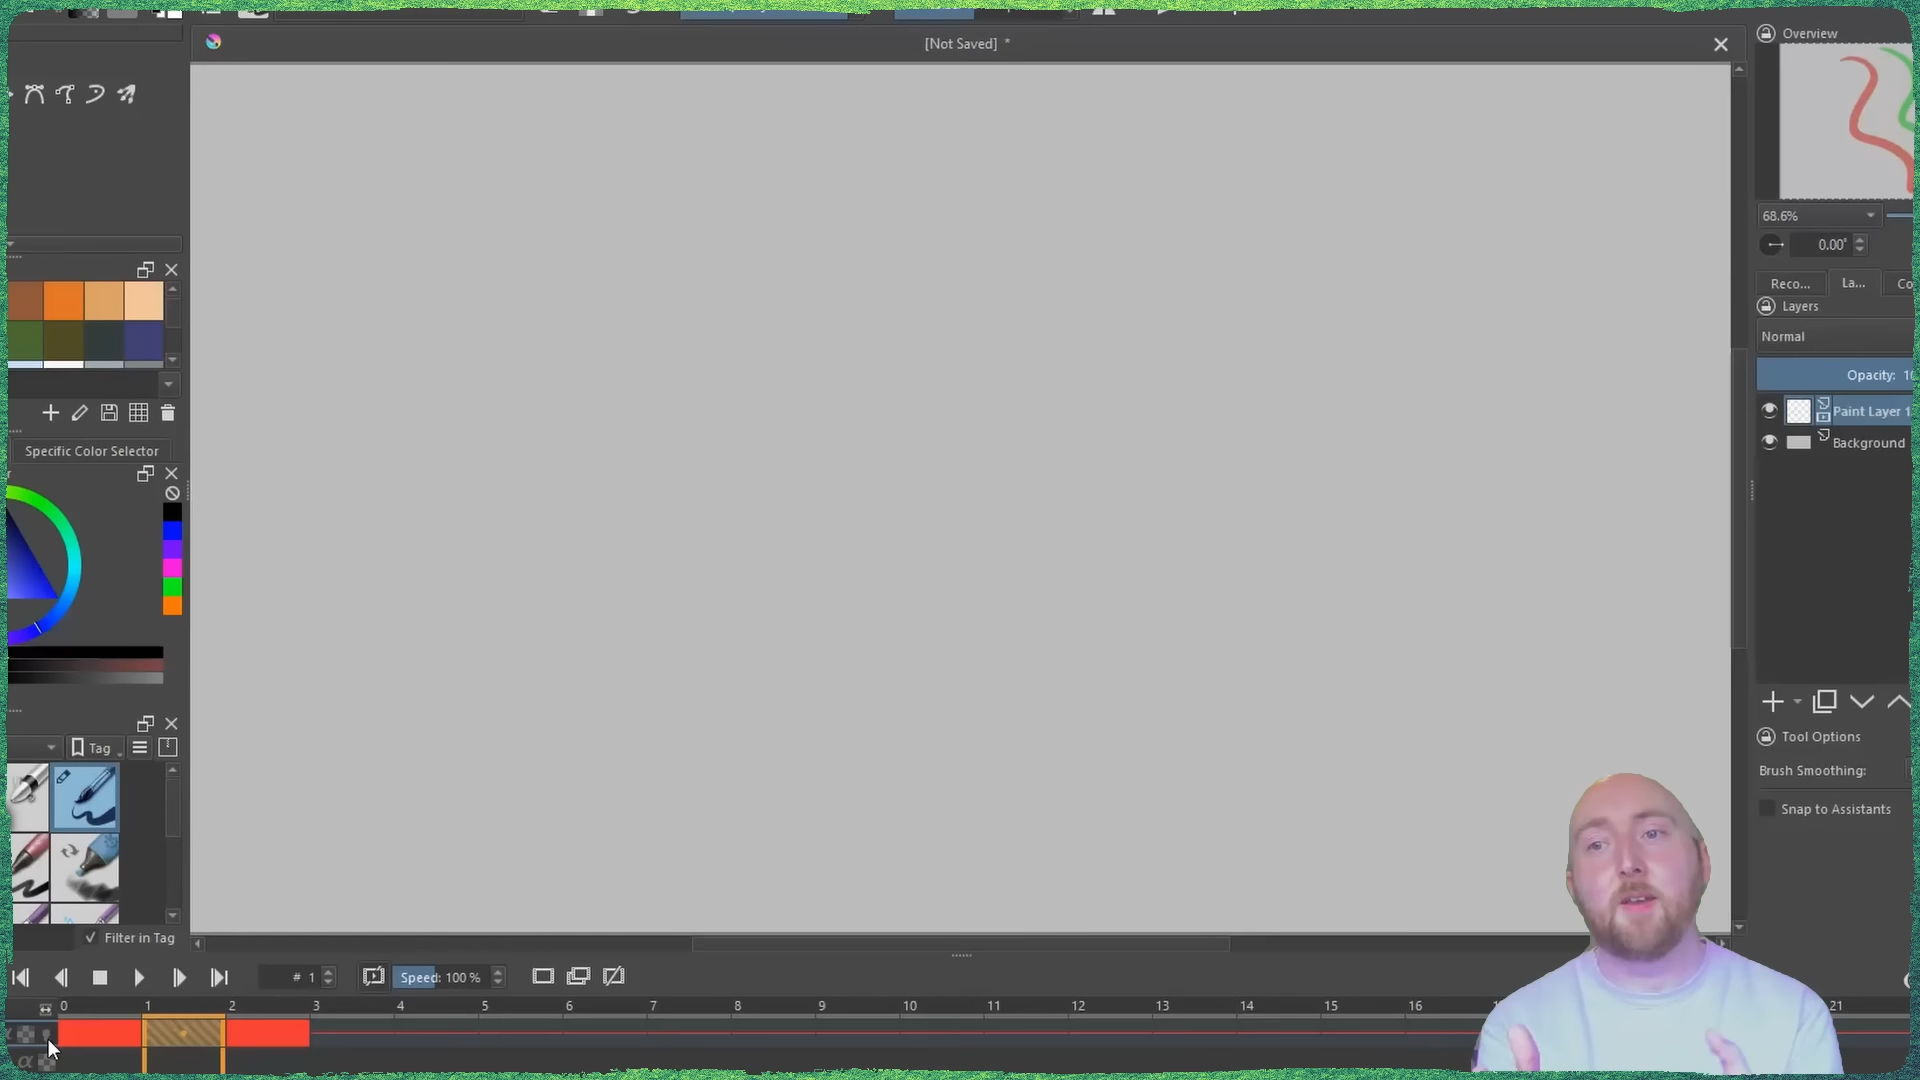 [Not Saved] *
Overview
68.6%
0.00°
Reco...
La...
Co
Layers
Normal
Opacity: 10
Paint Layer 1
Background
Specific Color Selector
Tag
Tool Options
Brush Smoothing:
Snap to Assistants
Filter in Tag
# 1
Speed: 100 %
0 1 2 3 4 5 6 7 8 9 10 11 12 13 14 15 16 21